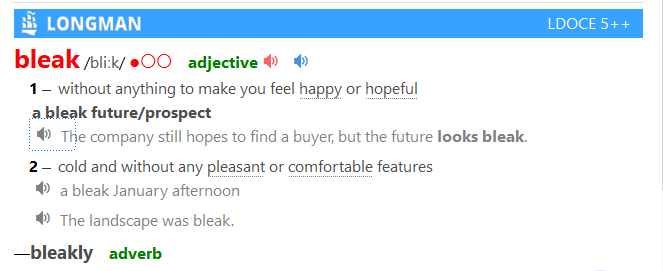 LONGMAN LDOCE 5++
bleak /bliːk/ ●○○ adjective
1 – without anything to make you feel happy or hopeful
a bleak future/prospect
The company still hopes to find a buyer, but the future looks bleak.
2 – cold and without any pleasant or comfortable features
a bleak January afternoon
The landscape was bleak.
—bleakly adverb